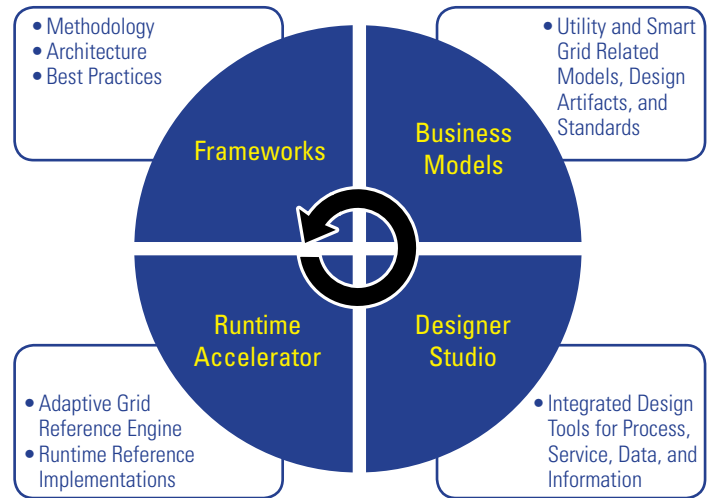 • Methodology
• Architecture
• Best Practices
• Utility and Smart
Grid Related
Models, Design
Artifacts, and
Standards
Frameworks
Business
Models
Runtime
Accelerator
Designer
Studio
• Adaptive Grid
Reference Engine
• Runtime Reference
Implementations
• Integrated Design
Tools for Process,
Service, Data, and
Information